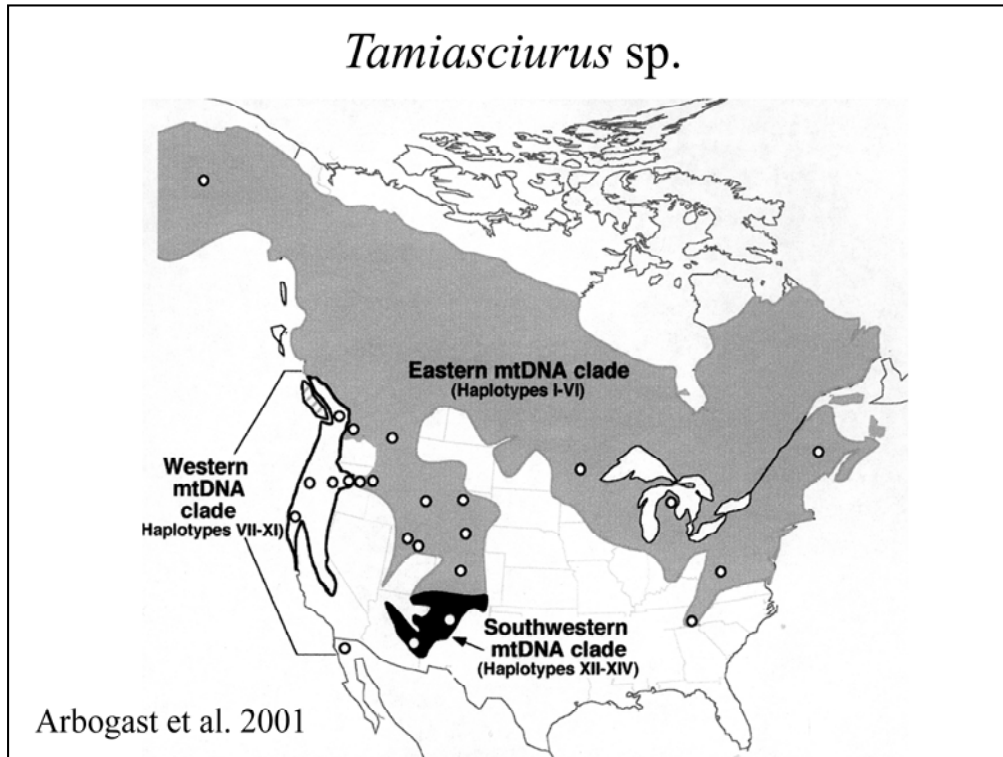 Tamiasciurus sp.
Eastern mtDNA clade
(Haplotypes I-VI)
Western
mtDNA
clade
(Haplotypes VII-XI)
Southwestern
mtDNA clade
(Haplotypes XII-XIV)
Arbogast et al. 2001